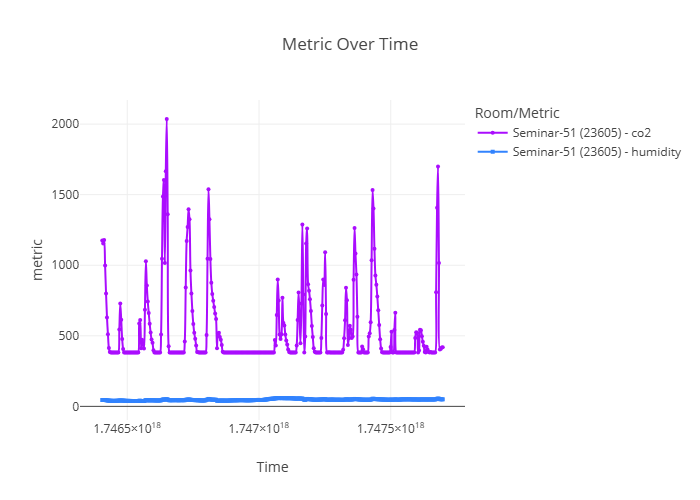 Metric Over Time
Room/Metric
Seminar-51 (23605) - co2
Seminar-51 (23605) - humidity
metric
2000
1500
1000
500
0
1.7465×10¹⁸ 1.747×10¹⁸ 1.7475×10¹⁸
Time